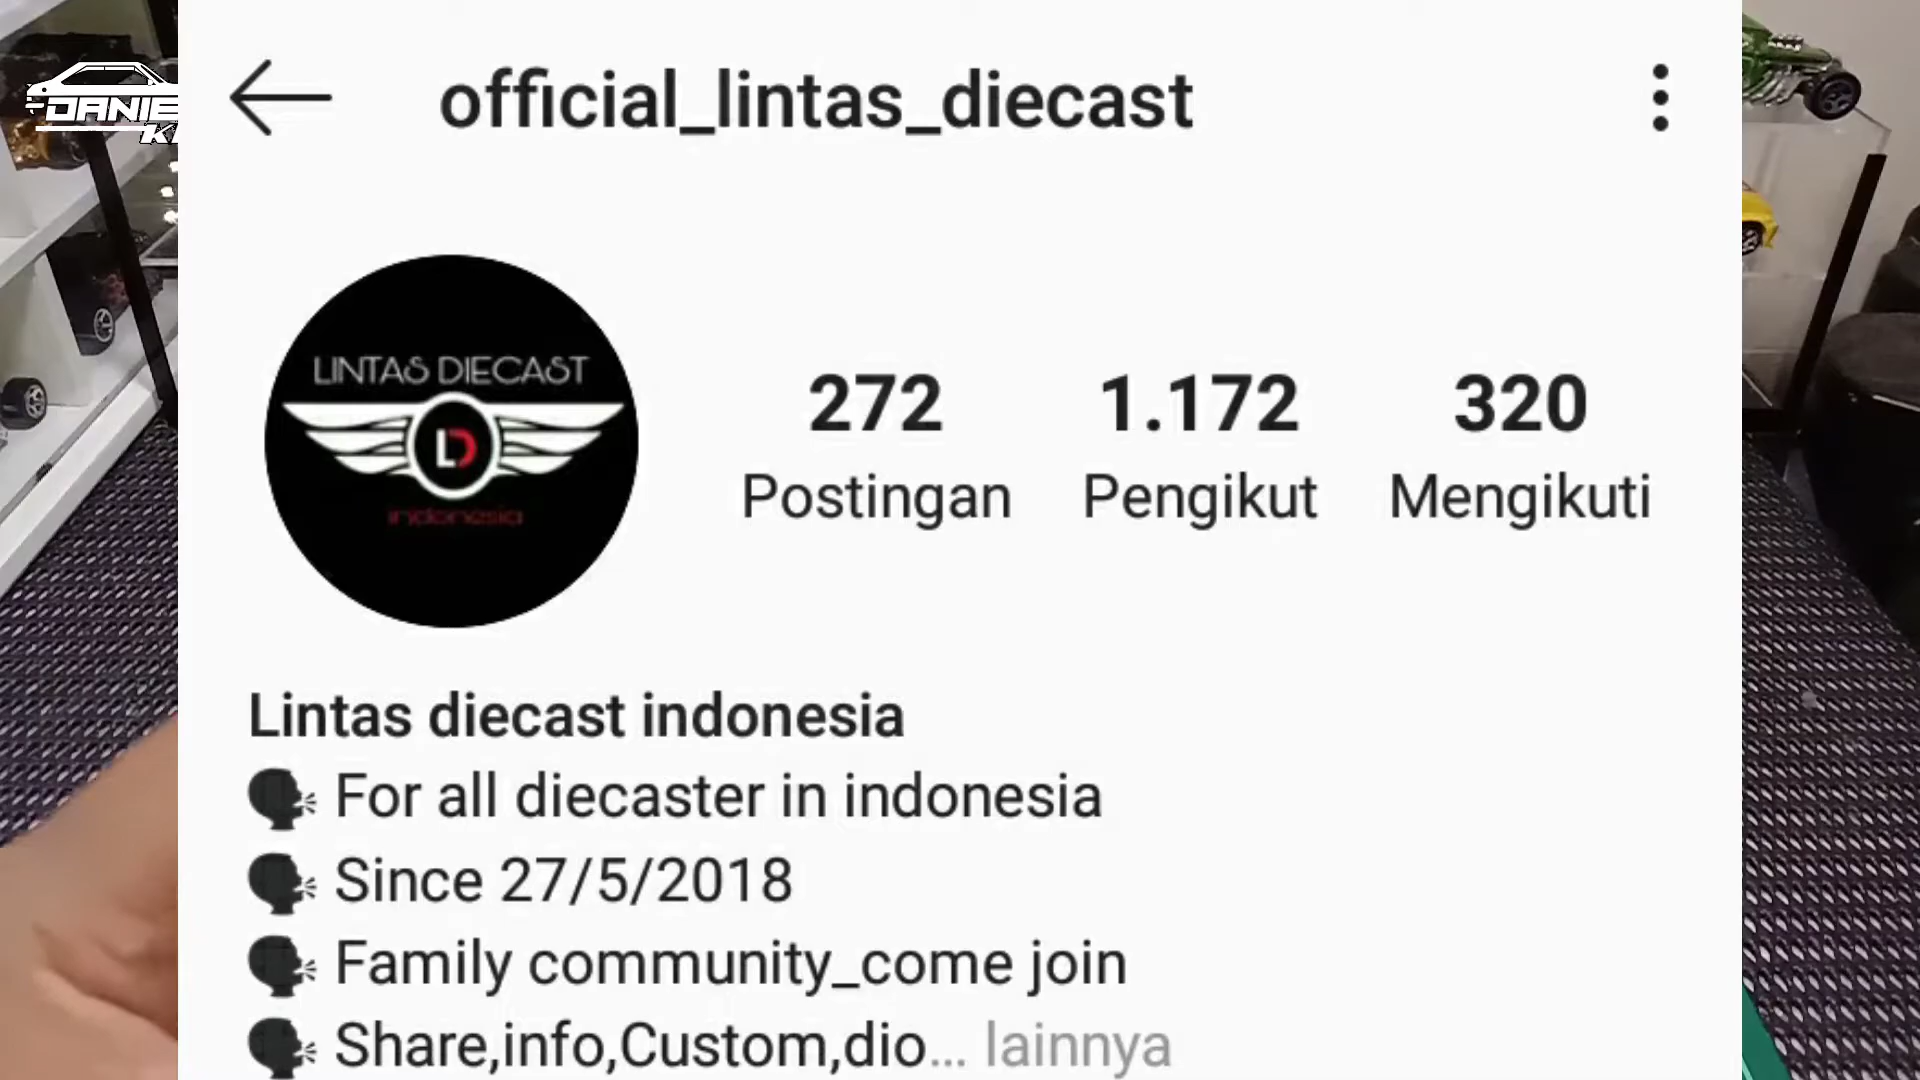 official_lintas_diecast
DANIE
LINTAS DIECAST
LD
indonesia
272 1.172 320
Postingan Pengikut Mengikuti
Lintas diecast indonesia
For all diecaster in indonesia
Since 27/5/2018
Family community_come join
Share,info,Custom,dio... lainnya